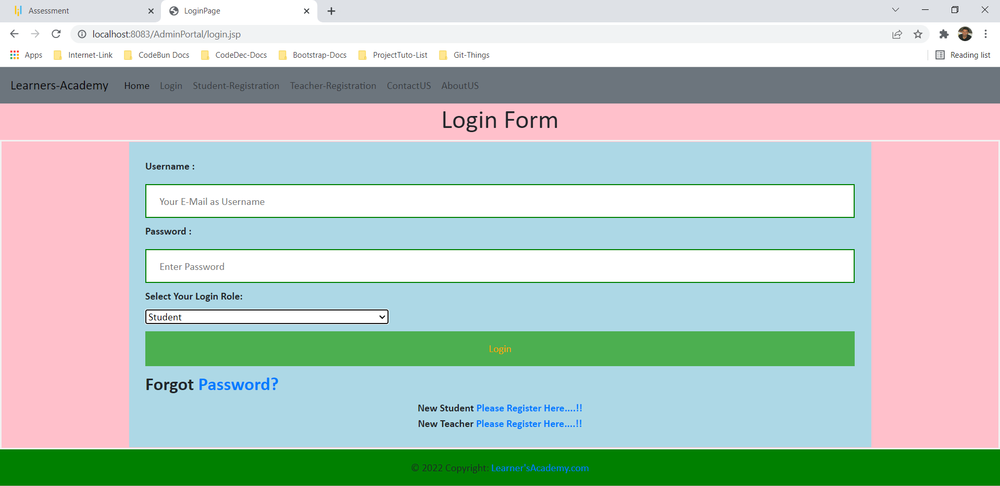 Assessment
LoginPage
localhost:8083/AdminPortal/login.jsp
Apps Internet-Link CodeBun Docs CodeDec-Docs Bootstrap-Docs ProjectTuto-List Git-Things Reading list
Learners-Academy Home Login Student-Registration Teacher-Registration ContactUS AboutUS
Login Form
Username :
Your E-Mail as Username
Password :
Enter Password
Select Your Login Role:
Student
Login
Forgot Password?
New Student Please Register Here....!!
New Teacher Please Register Here....!!
© 2022 Copyright: Learner'sAcademy.com